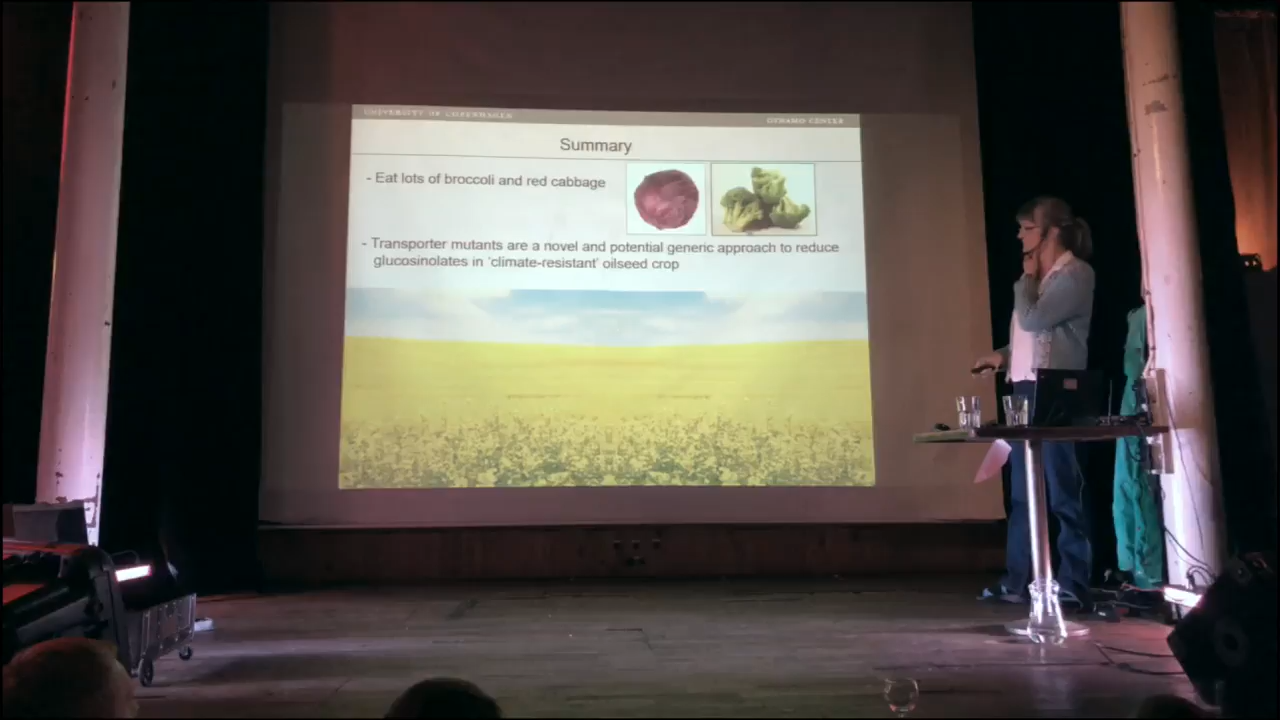 UNIVERSITY OF COPENHAGEN
DYNAMO CENTER
Summary
- Eat lots of broccoli and red cabbage
- Transporter mutants are a novel and potential generic approach to reduce
glucosinolates in 'climate-resistant' oilseed crop